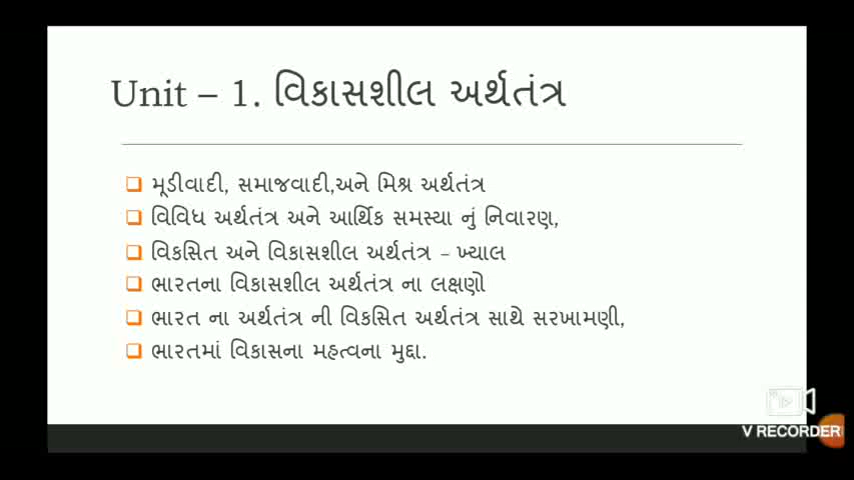 Unit – 1. વિકાસશીલ અર્થતંત્ર
મૂડીવાદી, સમાજવાદી,અને મિશ્ર અર્થતંત્ર
વિવિધ અર્થતંત્ર અને આર્થિક સમસ્યા નું નિવારણ,
વિકસિત અને વિકાસશીલ અર્થતંત્ર – ખ્યાલ
ભારતના વિકાસશીલ અર્થતંત્ર ના લક્ષણો
ભારત ના અર્થતંત્ર ની વિકસિત અર્થતંત્ર સાથે સરખામણી,
ભારતમાં વિકાસના મહત્વના મુદ્દા.
V RECORDER